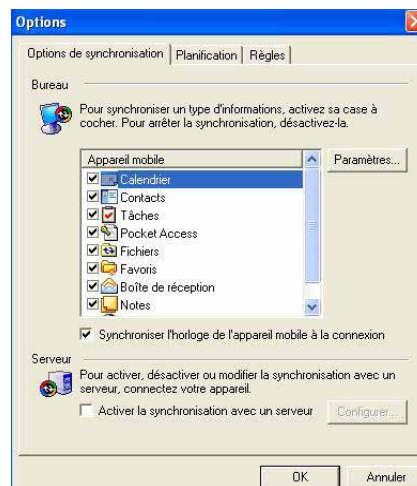 Options
Options de synchronisation Planification Règles
Bureau
Pour synchroniser un type d'informations, activez sa case à
cocher. Pour arrêter la synchronisation, désactivez-la.
Appareil mobile
Paramètres...
Calendrier
Contacts
Tâches
Pocket Access
Fichiers
Favoris
Boîte de réception
Notes
Synchroniser l'horloge de l'appareil mobile à la connexion
Serveur
Pour activer, désactiver ou modifier la synchronisation avec un
serveur, connectez votre appareil.
Activer la synchronisation avec un serveur
Configurer...
OK Annuler